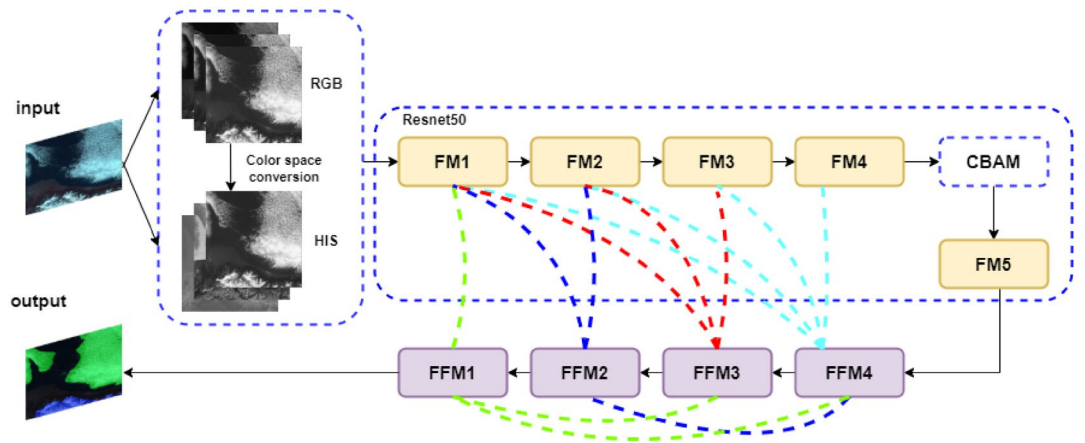 input
RGB
Color space
conversion
HIS
Resnet50
FM1
FM2
FM3
FM4
CBAM
FM5
output
FFM1
FFM2
FFM3
FFM4